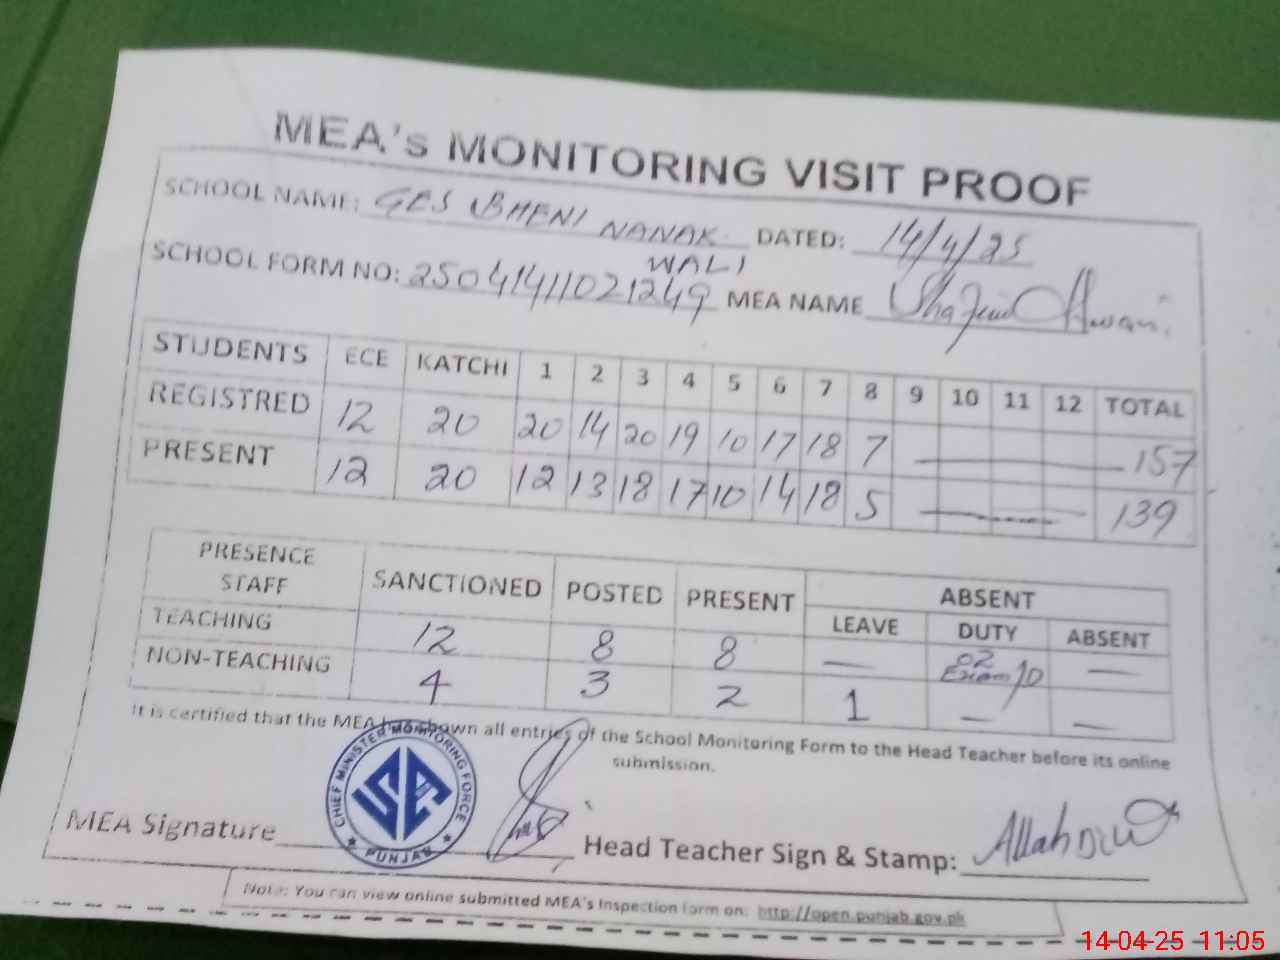 MEA's MONITORING VISIT PROOF
SCHOOL NAME: GES BHENI NANAK WALI DATED: 14/4/25
SCHOOL FORM NO: 25041411021249 MEA NAME
STUDENTS ECE KATCHI 1 2 3 4 5 6 7 8 9 10 11 12 TOTAL
REGISTRED 12 20 20 14 20 19 10 17 18 7 — 157
PRESENT 12 20 12 13 18 17 10 14 18 5 — 139
PRESENCE STAFF SANCTIONED POSTED PRESENT ABSENT
LEAVE DUTY ABSENT
TEACHING 12 8 8 — 02 Exam —
NON-TEACHING 4 3 2 1 — —
It is certified that the MEA has shown all entries of the School Monitoring Form to the Head Teacher before its online
submission.
CHIEF MINISTER MONITORING FORCE
PUNJAB
MEA Signature Head Teacher Sign & Stamp:
Note: You can view online submitted MEA's Inspection form on: http://open.punjab.gov.pk
14-04-25 11:05